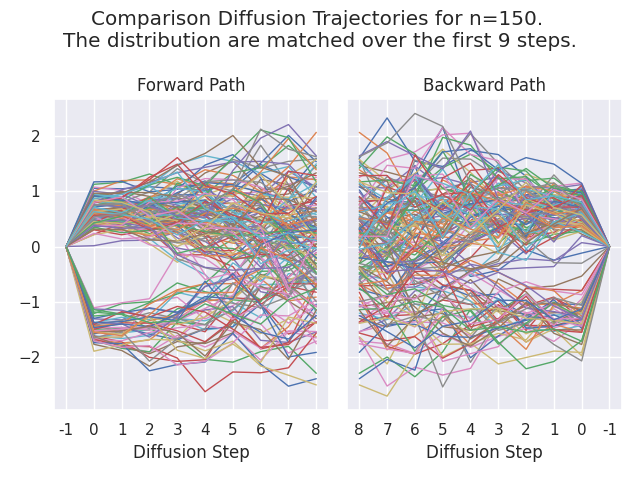 Comparison Diffusion Trajectories for n=150.
The distribution are matched over the first 9 steps.
Forward Path
Backward Path
2
1
0
−1
−2
-1 0 1 2 3 4 5 6 7 8
8 7 6 5 4 3 2 1 0 -1
Diffusion Step
Diffusion Step